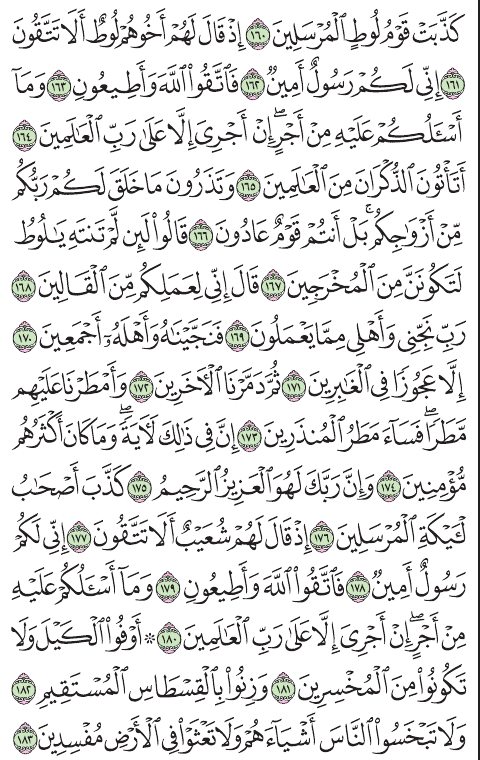 كَذَّبَتۡ قَوۡمُ لُوطٍ ٱلۡمُرۡسَلِينَ ١٦٠ إِذۡ قَالَ لَهُمۡ أَخُوهُمۡ لُوطٌ أَلَا تَتَّقُونَ
١٦١ إِنِّي لَكُمۡ رَسُولٌ أَمِينٞ ١٦٢ فَٱتَّقُواْ ٱللَّهَ وَأَطِيعُونِ ١٦٣ وَمَآ
أَسۡـَٔلُكُمۡ عَلَيۡهِ مِنۡ أَجۡرٍۖ إِنۡ أَجۡرِيَ إِلَّا عَلَىٰ رَبِّ ٱلۡعَٰلَمِينَ ١٦٤
أَتَأۡتُونَ ٱلذُّكۡرَانَ مِنَ ٱلۡعَٰلَمِينَ ١٦٥ وَتَذَرُونَ مَا خَلَقَ لَكُمۡ رَبُّكُم
مِّنۡ أَزۡوَٰجِكُمۚ بَلۡ أَنتُمۡ قَوۡمٌ عَادُونَ ١٦٦ قَالُواْ لَئِن لَّمۡ تَنتَهِ يَٰلُوطُ
لَتَكُونَنَّ مِنَ ٱلۡمُخۡرَجِينَ ١٦٧ قَالَ إِنِّي لِعَمَلِكُم مِّنَ ٱلۡقَالِينَ ١٦٨
رَبِّ نَجِّنِي وَأَهۡلِي مِمَّا يَعۡمَلُونَ ١٦٩ فَنَجَّيۡنَٰهُ وَأَهۡلَهُۥٓ أَجۡمَعِينَ ١٧٠
إِلَّا عَجُوزٗا فِي ٱلۡغَٰبِرِينَ ١٧١ ثُمَّ دَمَّرۡنَا ٱلۡأٓخَرِينَ ١٧٢ وَأَمۡطَرۡنَا عَلَيۡهِم
مَّطَرٗاۖ فَسَآءَ مَطَرُ ٱلۡمُنذَرِينَ ١٧٣ إِنَّ فِي ذَٰلِكَ لَأٓيَةٗۖ وَمَا كَانَ أَكۡثَرُهُم
مُّؤۡمِنِينَ ١٧٤ وَإِنَّ رَبَّكَ لَهُوَ ٱلۡعَزِيزُ ٱلرَّحِيمُ ١٧٥ كَذَّبَ أَصۡحَٰبُ
لۡـَٔيۡكَةِ ٱلۡمُرۡسَلِينَ ١٧٦ إِذۡ قَالَ لَهُمۡ شُعَيۡبٌ أَلَا تَتَّقُونَ ١٧٧ إِنِّي لَكُمۡ
رَسُولٌ أَمِينٞ ١٧٨ فَٱتَّقُواْ ٱللَّهَ وَأَطِيعُونِ ١٧٩ وَمَآ أَسۡـَٔلُكُمۡ عَلَيۡهِ
مِنۡ أَجۡرٍۖ إِنۡ أَجۡرِيَ إِلَّا عَلَىٰ رَبِّ ٱلۡعَٰلَمِينَ ١٨٠ ۞ أَوۡفُواْ ٱلۡكَيۡلَ وَلَا
تَكُونُواْ مِنَ ٱلۡمُخۡسِرِينَ ١٨١ وَزِنُواْ بِٱلۡقِسۡطَاسِ ٱلۡمُسۡتَقِيمِ ١٨٢
وَلَا تَبۡخَسُواْ ٱلنَّاسَ أَشۡيَآءَهُمۡ وَلَا تَعۡثَوۡاْ فِي ٱلۡأَرۡضِ مُفۡسِدِينَ ١٨٣